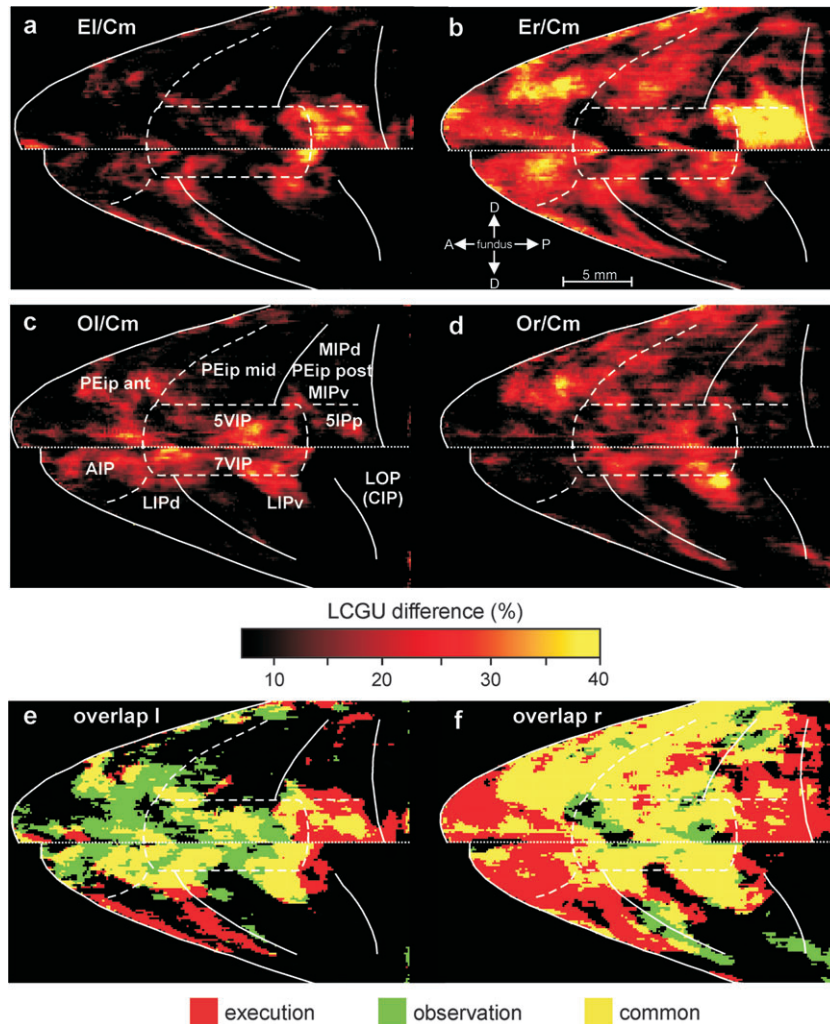 a El/Cm
b Er/Cm
D
A fundus P
D
5 mm
c Ol/Cm
d Or/Cm
MIPd
PEip ant
PEip mid
PEip post
MIPv
5VIP
5IPp
AIP
7VIP
LIPd
LIPv
LOP
(CIP)
LCGU difference (%)
10 20 30 40
e overlap l
f overlap r
execution observation common